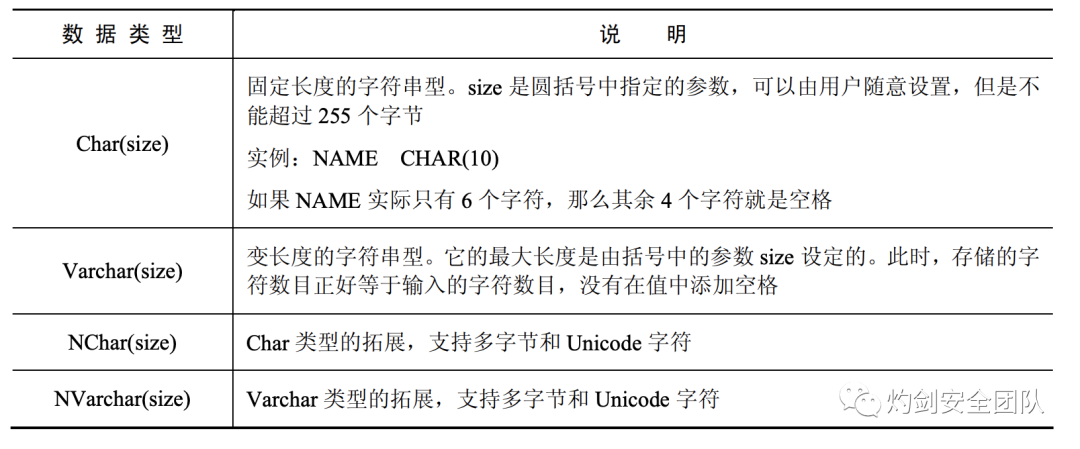 数据类型
说 明
Char(size)
固定长度的字符串型。size 是圆括号中指定的参数，可以由用户随意设置，但是不
能超过 255 个字节
实例：NAME CHAR(10)
如果 NAME 实际只有 6 个字符，那么其余 4 个字符就是空格
Varchar(size)
变长度的字符串型。它的最大长度是由括号中的参数 size 设定的。此时，存储的字
符数目正好等于输入的字符数目，没有在值中添加空格
NChar(size)
Char 类型的拓展，支持多字节和 Unicode 字符
NVarchar(size)
Varchar 类型的拓展，支持多字节和 Unicode 字符
灼剑安全团队